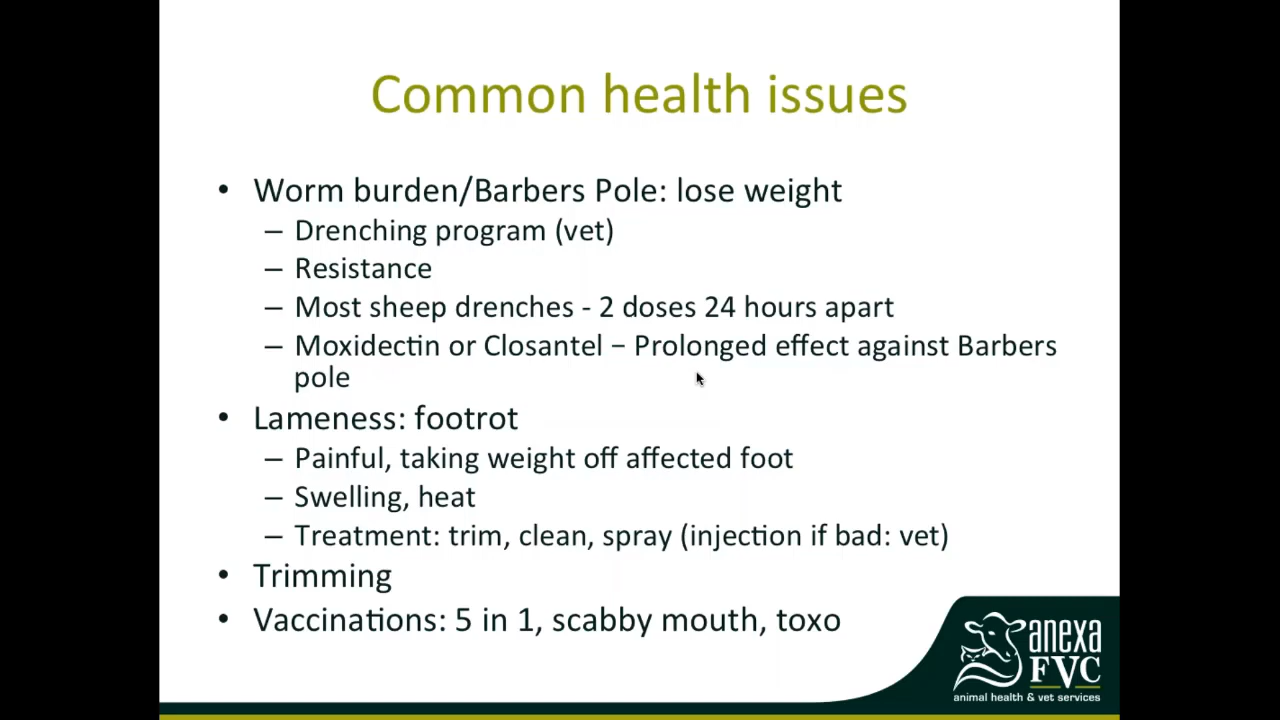 Common health issues
• Worm burden/Barbers Pole: lose weight
– Drenching program (vet)
– Resistance
– Most sheep drenches - 2 doses 24 hours apart
– Moxidectin or Closantel – Prolonged effect against Barbers
pole
• Lameness: footrot
– Painful, taking weight off affected foot
– Swelling, heat
– Treatment: trim, clean, spray (injection if bad: vet)
• Trimming
• Vaccinations: 5 in 1, scabby mouth, toxo
anexa
FVC
animal health & vet services